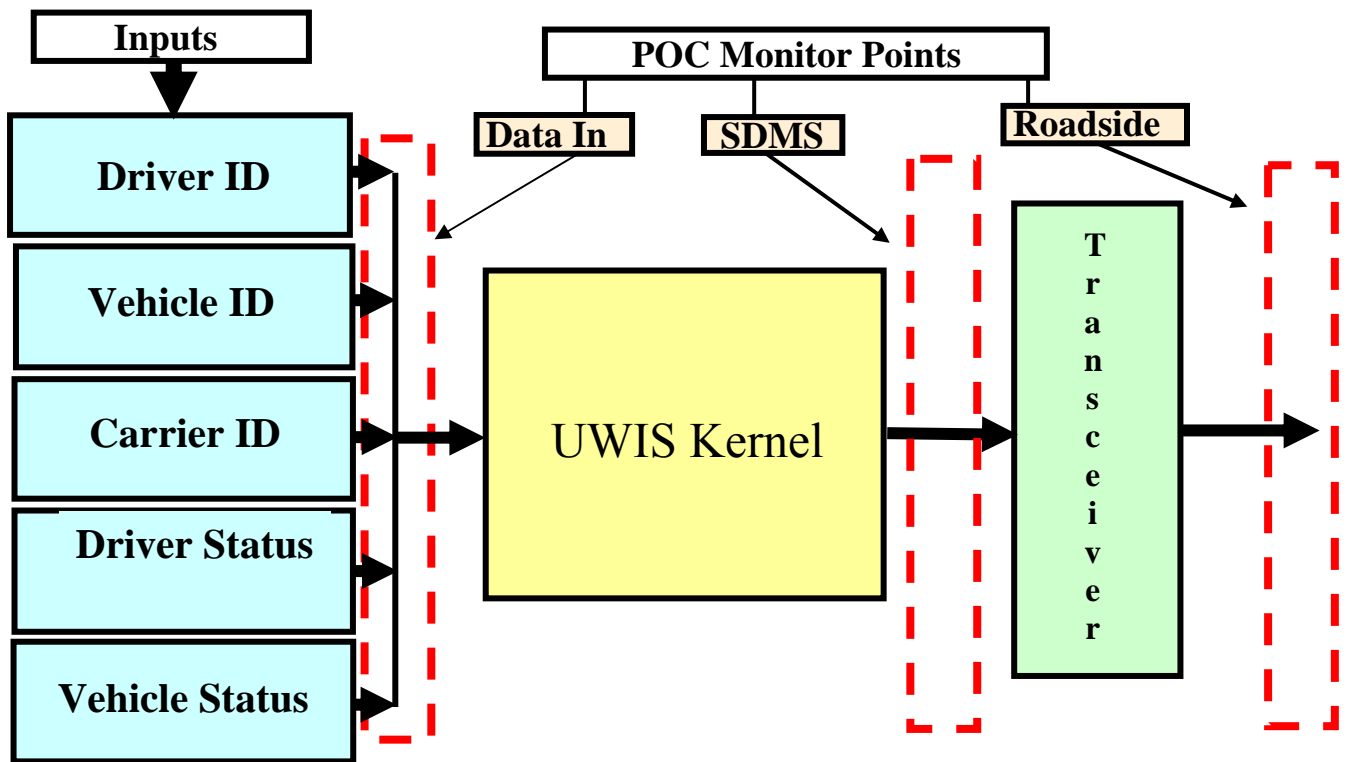 Inputs
POC Monitor Points
Data In
SDMS
Roadside
Driver ID
Vehicle ID
Carrier ID
Driver Status
Vehicle Status
UWIS Kernel
Transceiver